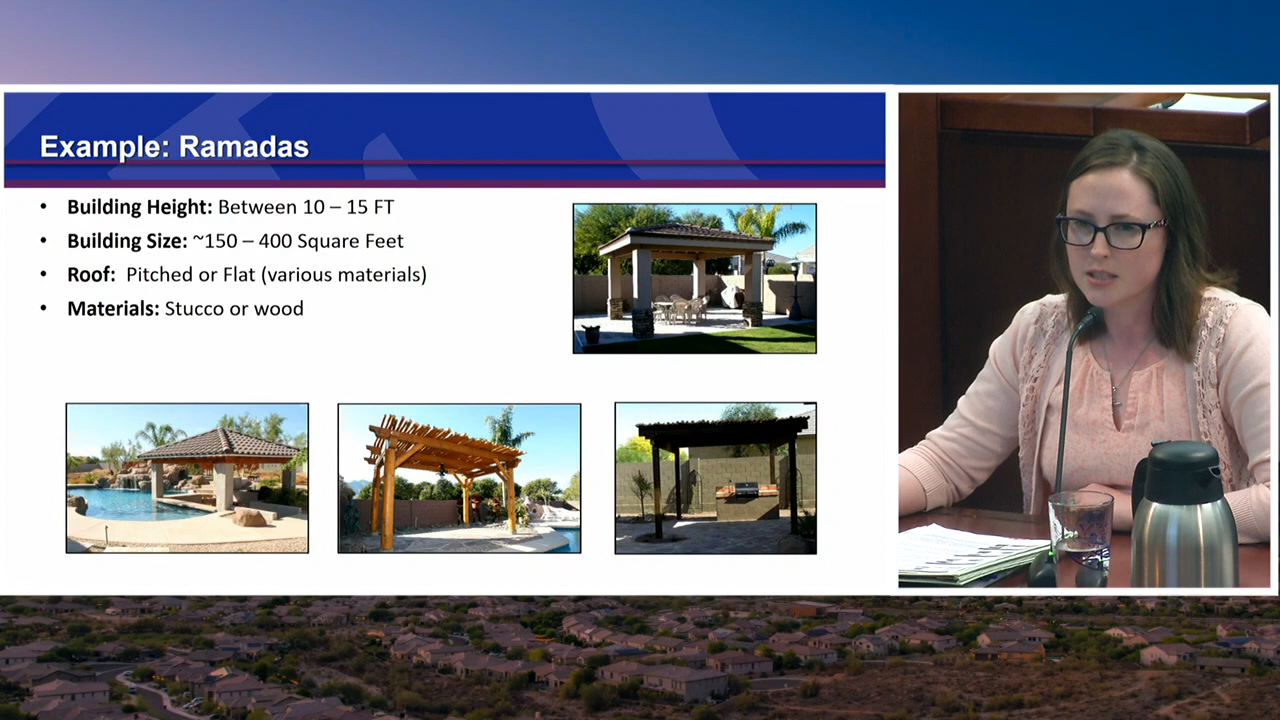 Example: Ramadas
• Building Height: Between 10 – 15 FT
• Building Size: ~150 – 400 Square Feet
• Roof: Pitched or Flat (various materials)
• Materials: Stucco or wood